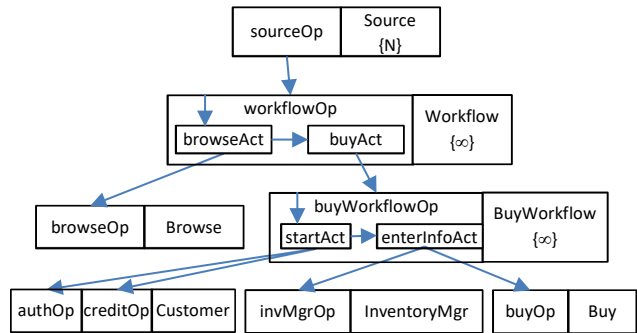 sourceOp Source
{N}
workflowOp Workflow
{∞}
browseAct buyAct
browseOp Browse
buyWorkflowOp BuyWorkflow
{∞}
startAct enterInfoAct
authOp creditOp Customer
invMgrOp InventoryMgr
buyOp Buy